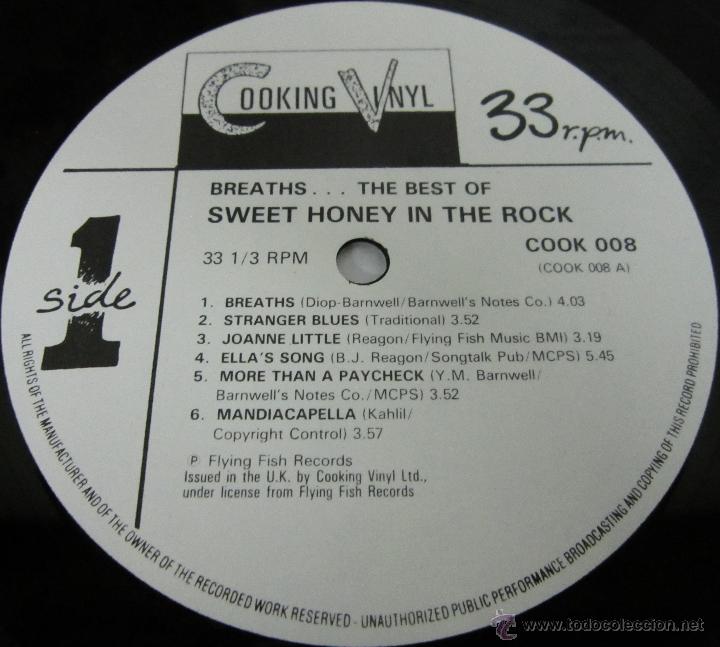 COOKING VINYL
33 r.p.m.
BREATHS... THE BEST OF
SWEET HONEY IN THE ROCK
33 1/3 RPM
COOK 008
(COOK 008 A)
1 side
1. BREATHS (Diop-Barnwell/Barnwell's Notes Co.) 4.03
2. STRANGER BLUES (Traditional) 3.52
3. JOANNE LITTLE (Reagon/Flying Fish Music BMI) 3.19
4. ELLA'S SONG (B.J. Reagon/Songtalk Pub/MCPS) 5.45
5. MORE THAN A PAYCHECK (Y.M. Barnwell/
Barnwell's Notes Co./MCPS) 3.52
6. MANDIACAPELLA (Kahlil/
Copyright Control) 3.57
Ⓟ Flying Fish Records
Issued in the U.K. by Cooking Vinyl Ltd.,
under license from Flying Fish Records
ALL RIGHTS OF THE MANUFACTURER AND OF THE OWNER OF THE RECORDED WORK RESERVED - UNAUTHORIZED PUBLIC PERFORMANCE BROADCASTING AND COPYING OF THIS RECORD PROHIBITED
© www.todocoleccion.net